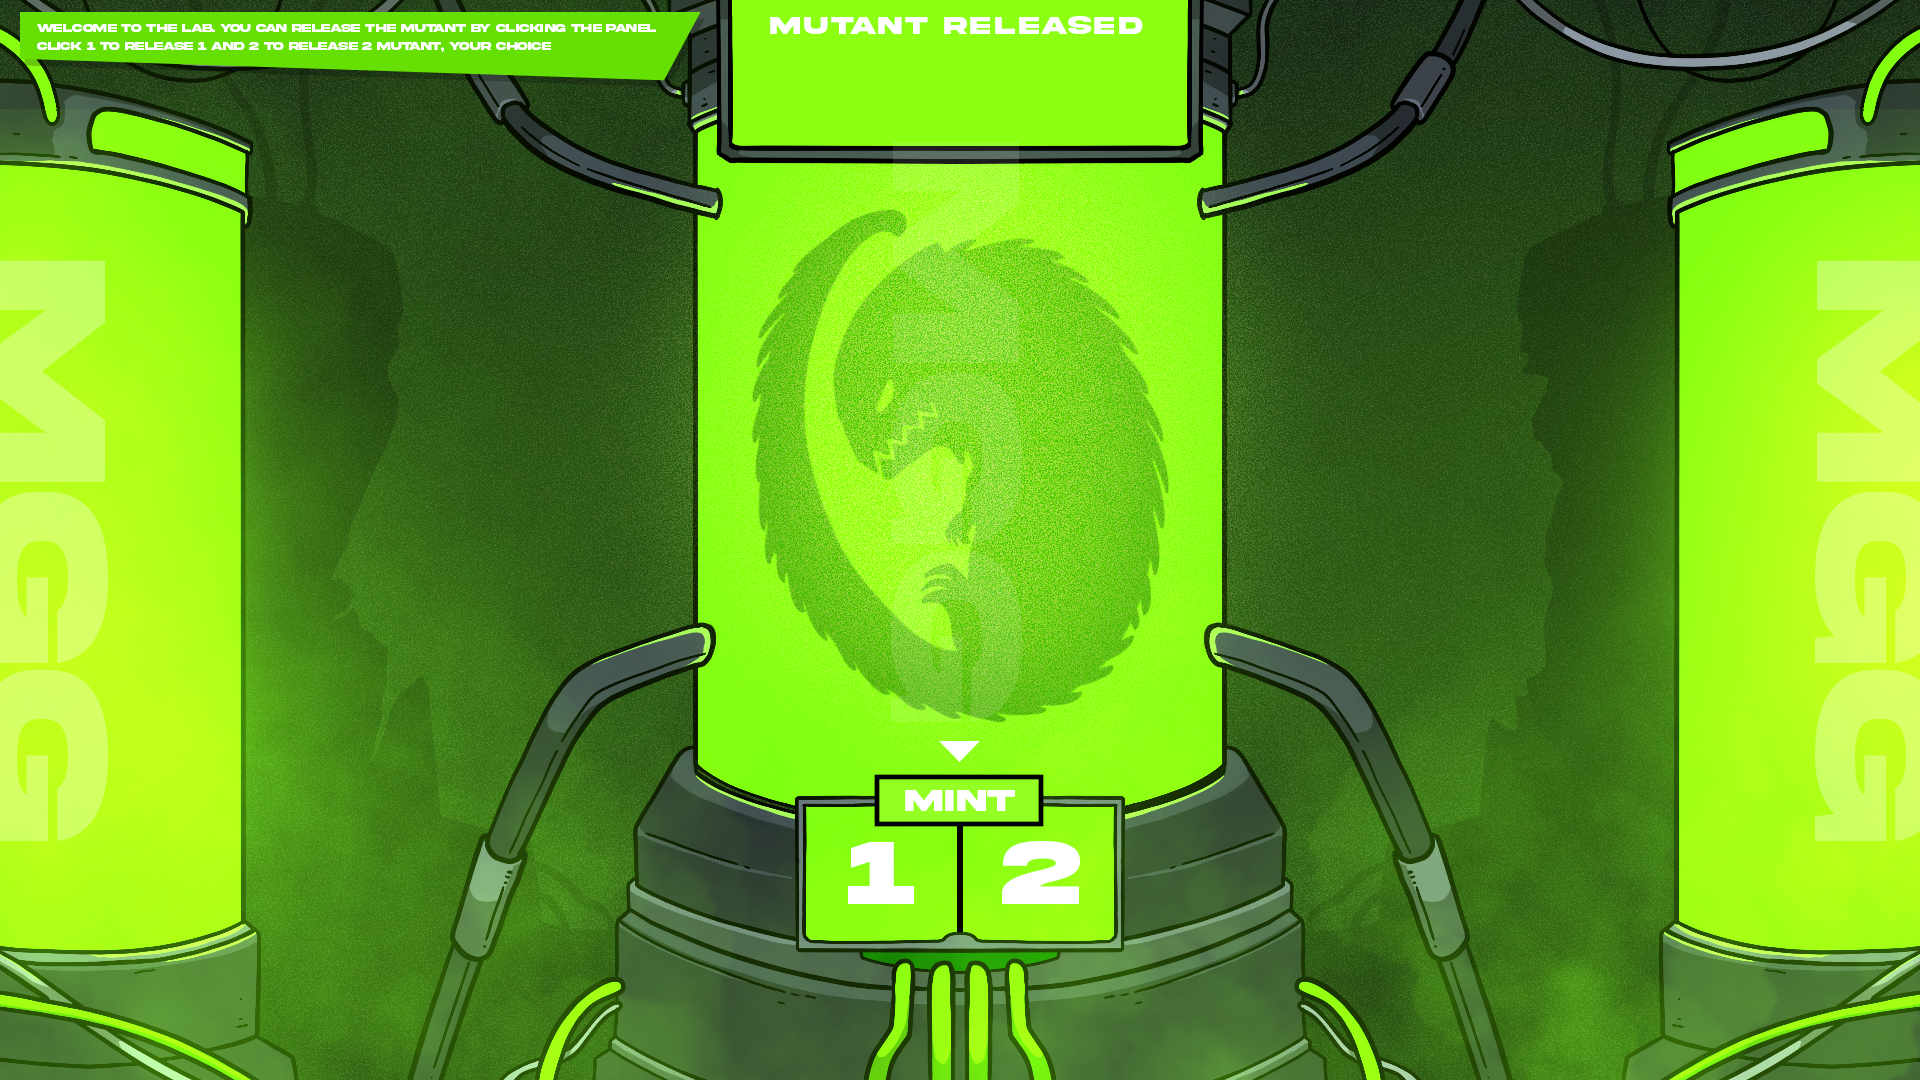 WELCOME TO THE LAB. YOU CAN RELEASE THE MUTANT BY CLICKING THE PANEL
CLICK 1 TO RELEASE 1 AND 2 TO RELEASE 2 MUTANT, YOUR CHOICE
MUTANT RELEASED
MGG
MGG
MINT
1 2